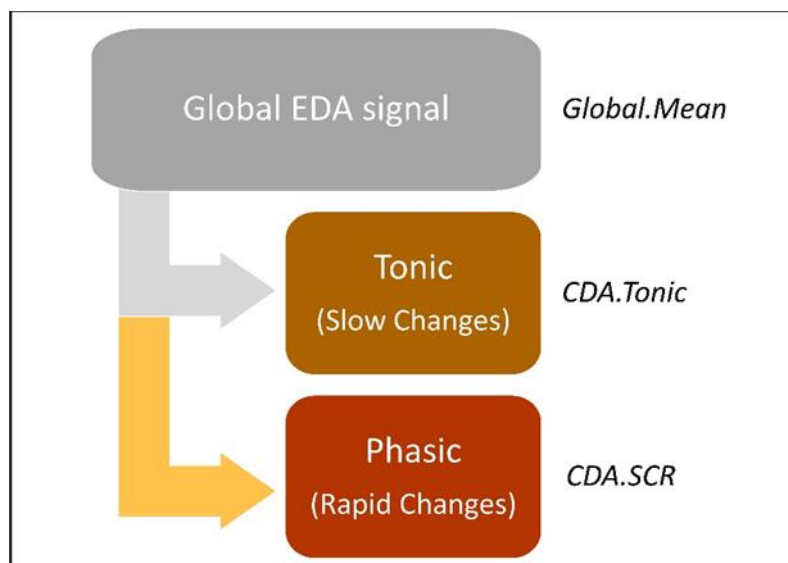 Global EDA signal
Global.Mean
Tonic
(Slow Changes)
CDA.Tonic
Phasic
(Rapid Changes)
CDA.SCR